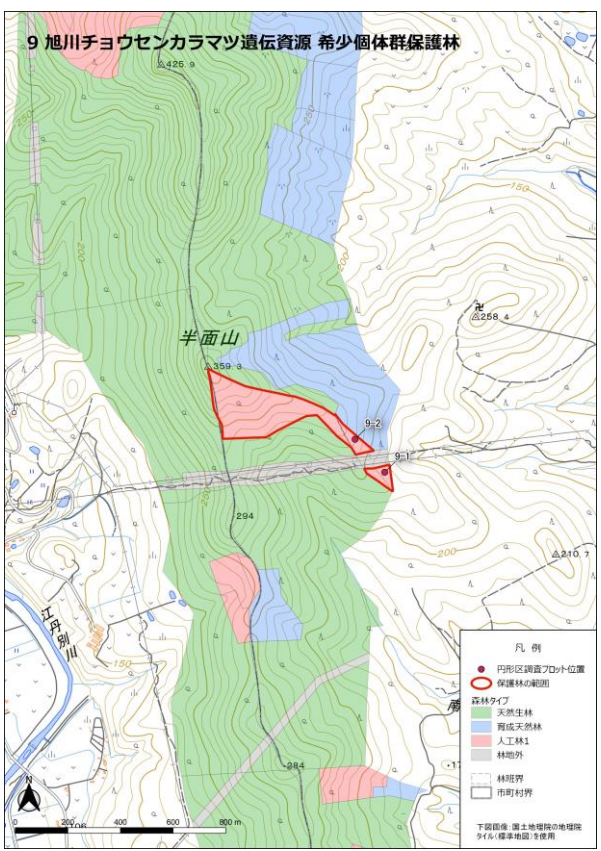 9 旭川チョウセンカラマツ遺伝資源 希少個体群保護林
425.9
250
250
150
200
200
卍
258.4
半面山
359.3
9-2
9-1
250
294
200
210.7
江丹別川
150
南
284
17
106
凡 例
円形区調査プロット位置
保護林の範囲
森林タイプ
天然生林
育成天然林
人工林1
林地外
林班界
市町村界
下図画像:国土地理院の地理院
タイル(標準地図)を使用
N
0 200 400 600 800 m